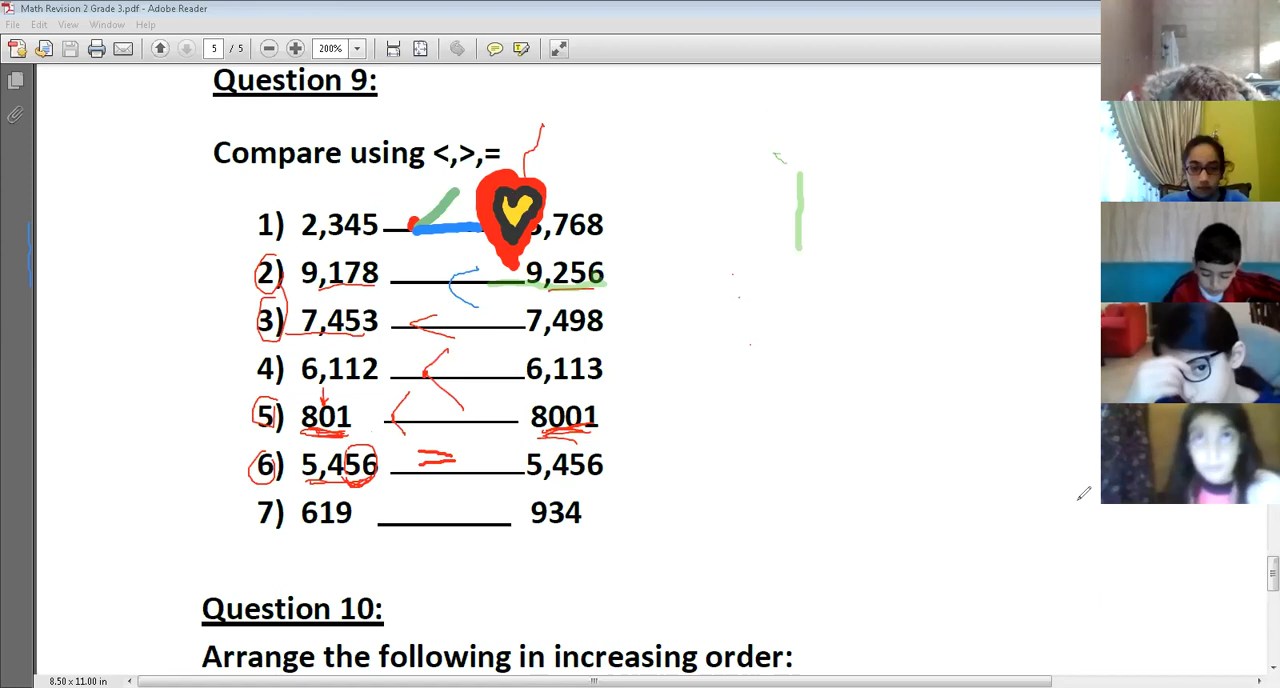 Math Revision 2 Grade 3.pdf - Adobe Reader
File Edit View Window Help
5 / 5 200%
Question 9:
Compare using <,>,=
1) 2,345 < ,768
2) 9,178 < 9,256
3) 7,453 < 7,498
4) 6,112 < 6,113
5) 801 < 8001
6) 5,456 = 5,456
7) 619 ________ 934
Question 10:
Arrange the following in increasing order:
8.50 x 11.00 in